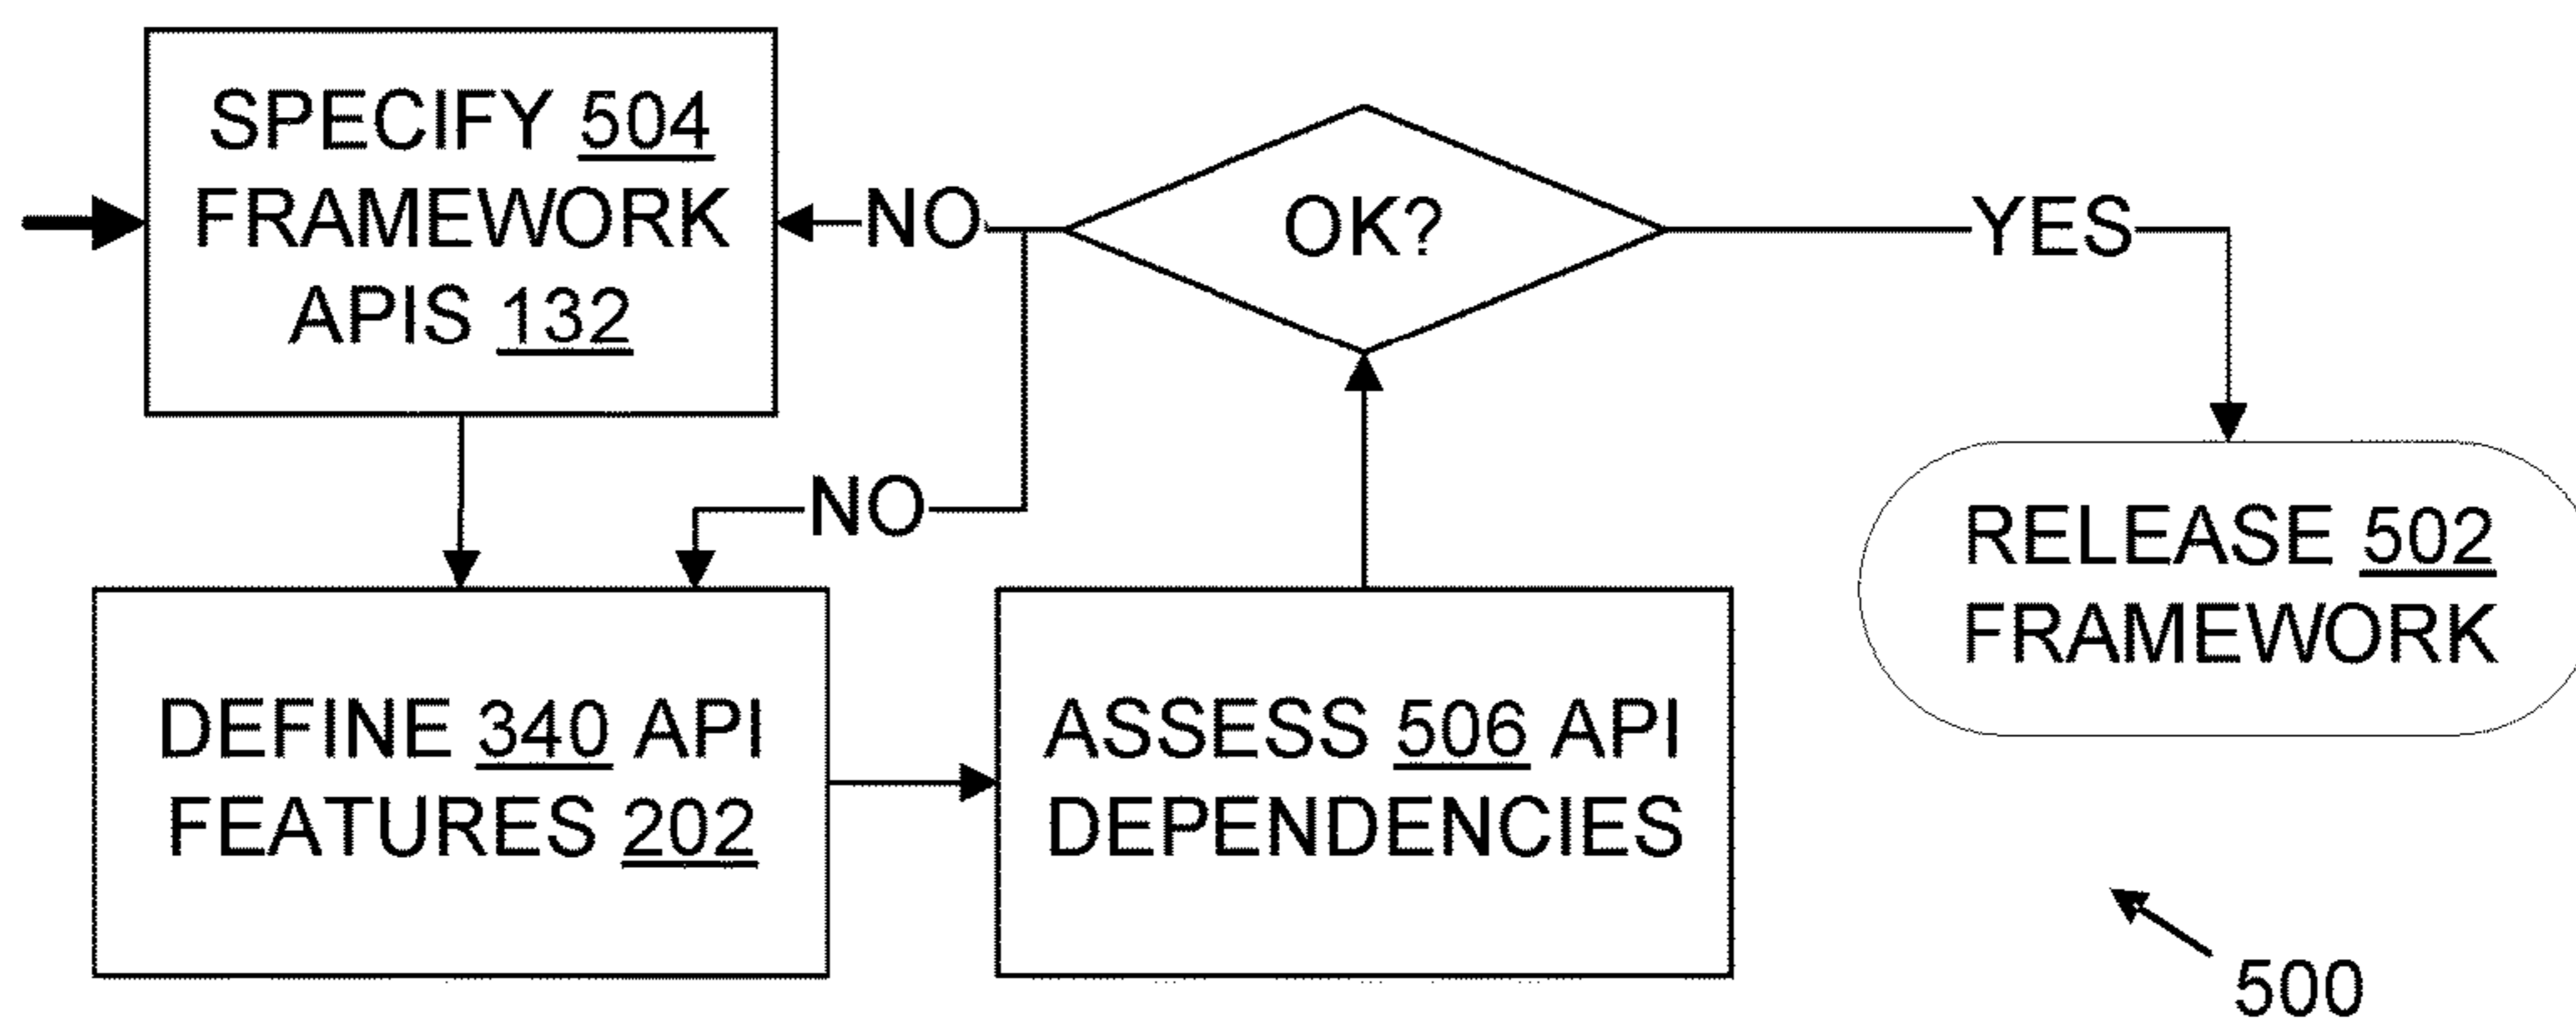 SPECIFY 504
FRAMEWORK
APIS 132
NO
OK?
YES
NO
RELEASE 502
FRAMEWORK
DEFINE 340 API
FEATURES 202
ASSESS 506 API
DEPENDENCIES
500